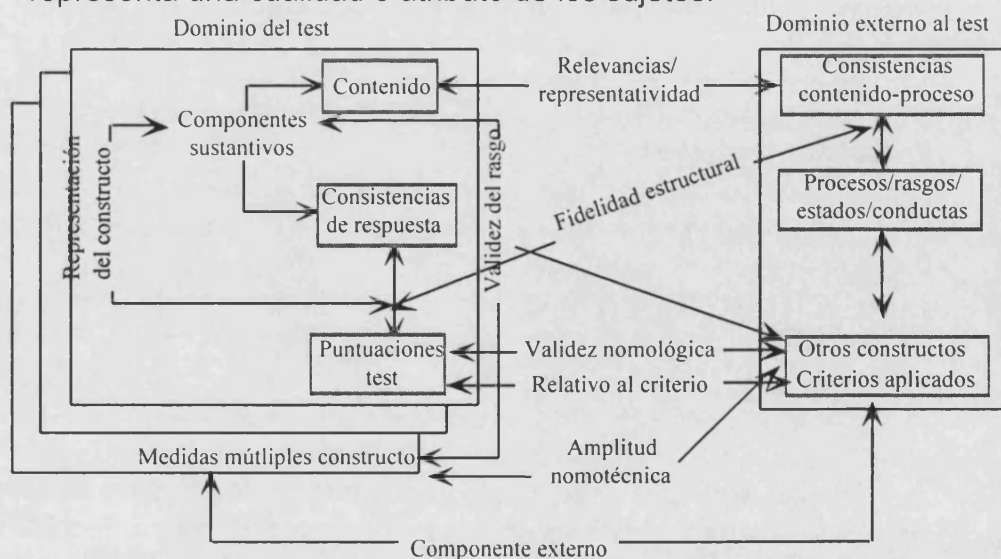 representa una cualidad o atributo de los sujetos.
Dominio del test
Dominio externo al test
Contenido
Relevancias/
representatividad
Consistencias
contenido-proceso
Componentes
sustantivos
Representación
del constructo
Validez del rasgo
Fidelidad estructural
Consistencias
de respuesta
Procesos/rasgos/
estados/conductas
Puntuaciones
test
Validez nomológica
Relativo al criterio
Otros constructos
Criterios aplicados
Medidas mútliples constructo
Amplitud
nomotécnica
Componente externo